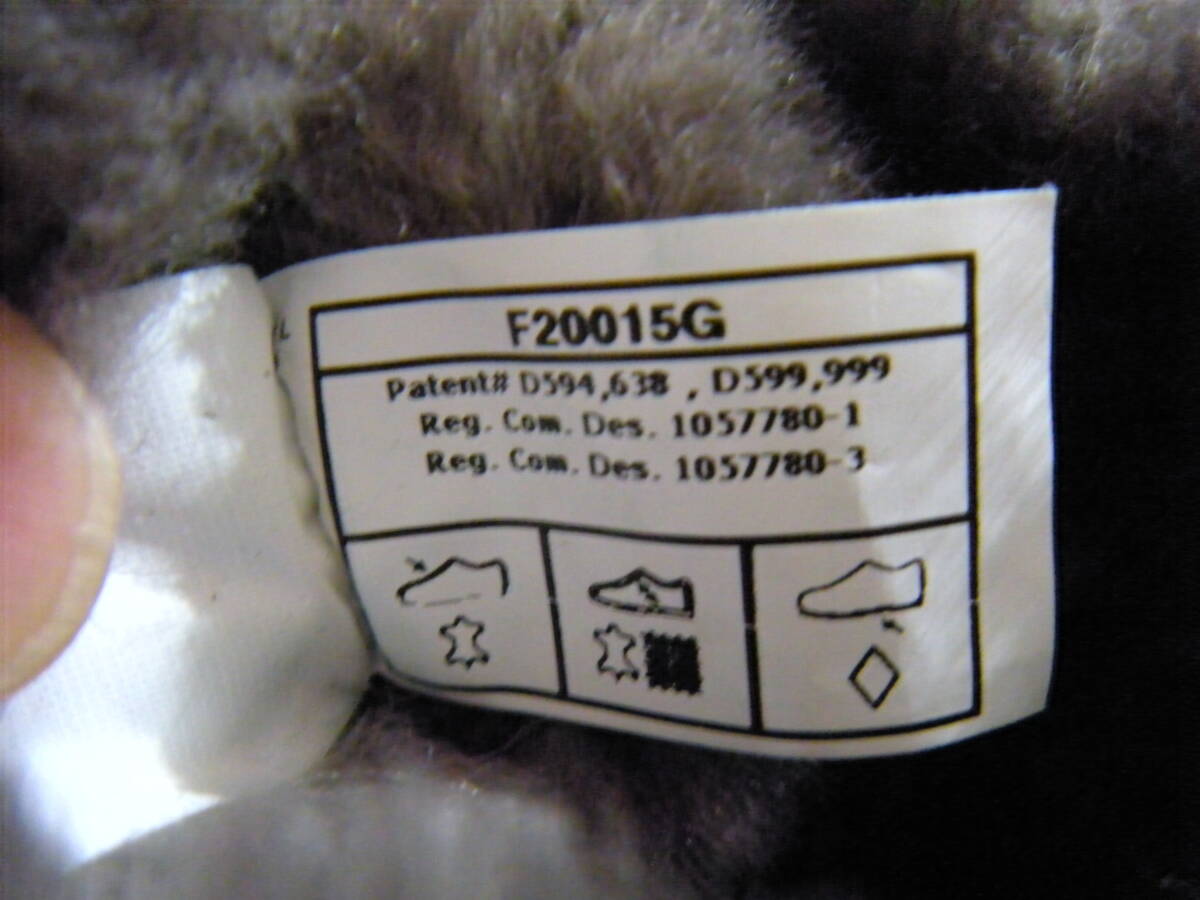 F20015G
Patent# D594,638 , D599,999
Reg. Com. Des. 1057780-1
Reg. Com. Des. 1057780-3